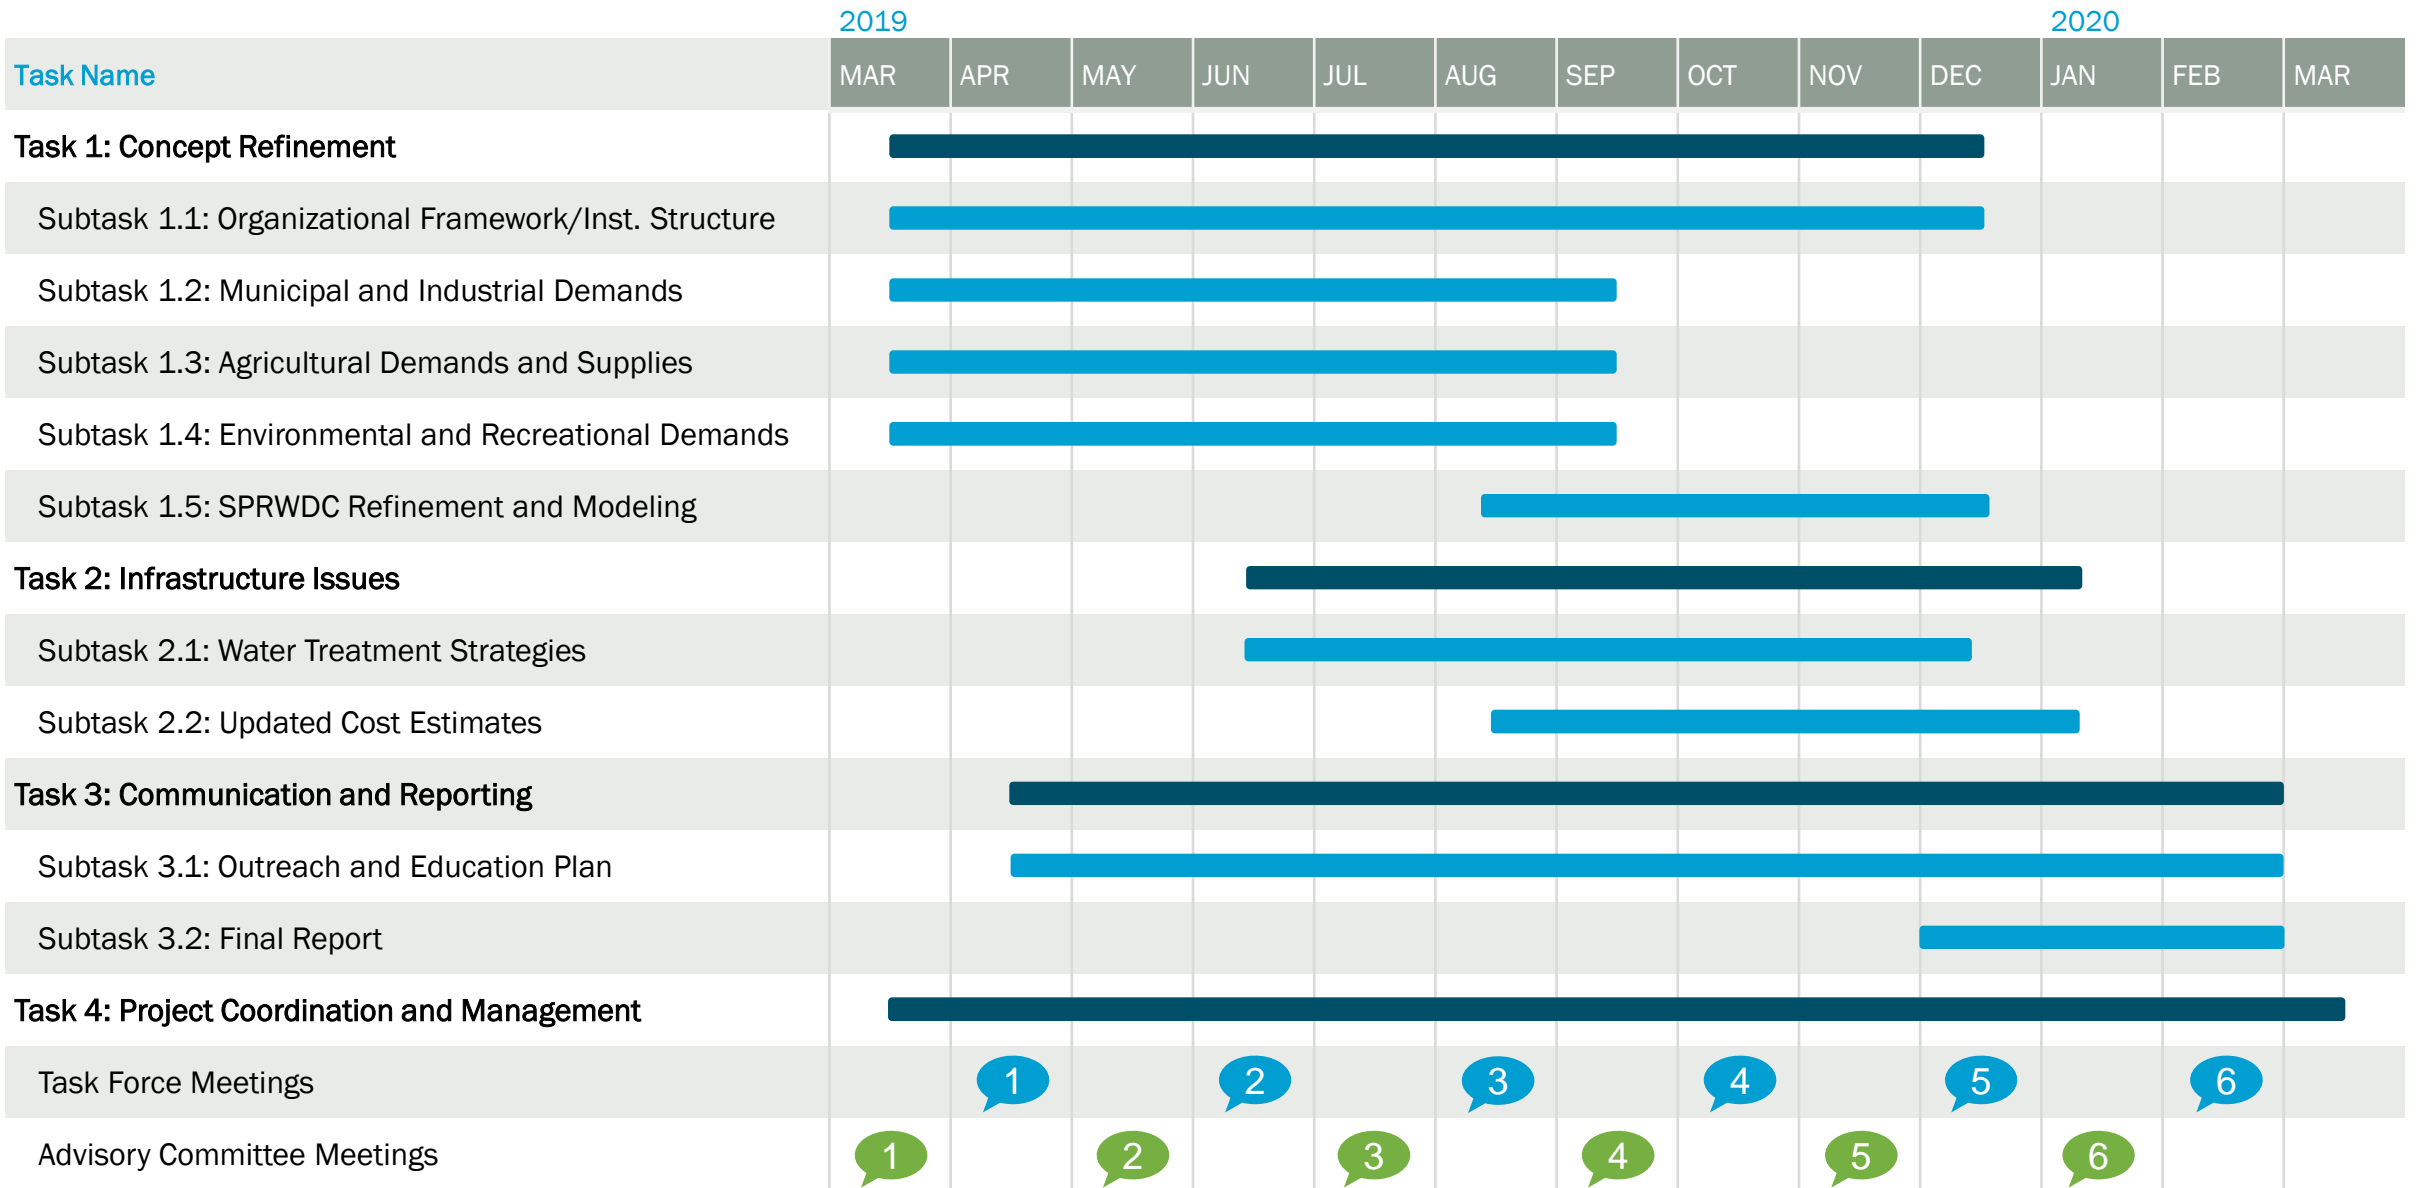 2019 2020
Task Name MAR APR MAY JUN JUL AUG SEP OCT NOV DEC JAN FEB MAR
Task 1: Concept Refinement
Subtask 1.1: Organizational Framework/Inst. Structure
Subtask 1.2: Municipal and Industrial Demands
Subtask 1.3: Agricultural Demands and Supplies
Subtask 1.4: Environmental and Recreational Demands
Subtask 1.5: SPRWDC Refinement and Modeling
Task 2: Infrastructure Issues
Subtask 2.1: Water Treatment Strategies
Subtask 2.2: Updated Cost Estimates
Task 3: Communication and Reporting
Subtask 3.1: Outreach and Education Plan
Subtask 3.2: Final Report
Task 4: Project Coordination and Management
Task Force Meetings 1 2 3 4 5 6
Advisory Committee Meetings 1 2 3 4 5 6